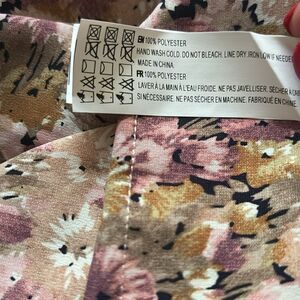 EN 100% POLYESTER
HAND WASH COLD. DO NOT BLEACH. LINE DRY. IRON LOW IF NEEDED
MADE IN CHINA
FR 100% POLYESTER
LAVER À LA MAIN À L'EAU FROIDE. NE PAS JAVELLISER. SÉCHER À
SI NÉCESSAIRE. NE PAS SÉCHER EN MACHINE. FABRIQUÉ EN CHINE